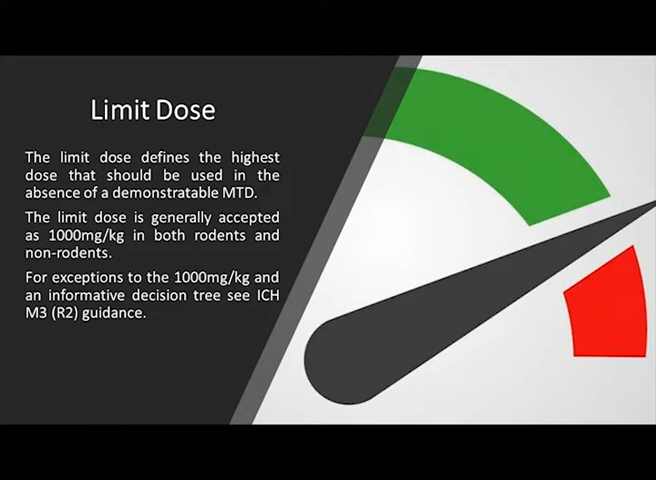 Limit Dose
The limit dose defines the highest
dose that should be used in the
absence of a demonstratable MTD.
The limit dose is generally accepted
as 1000mg/kg in both rodents and
non-rodents.
For exceptions to the 1000mg/kg and
an informative decision tree see ICH
M3 (R2) guidance.